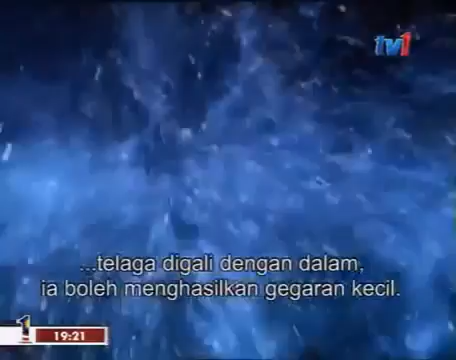 tv1
...telaga digali dengan dalam,
ia boleh menghasilkan gegaran kecil.
1
19:21